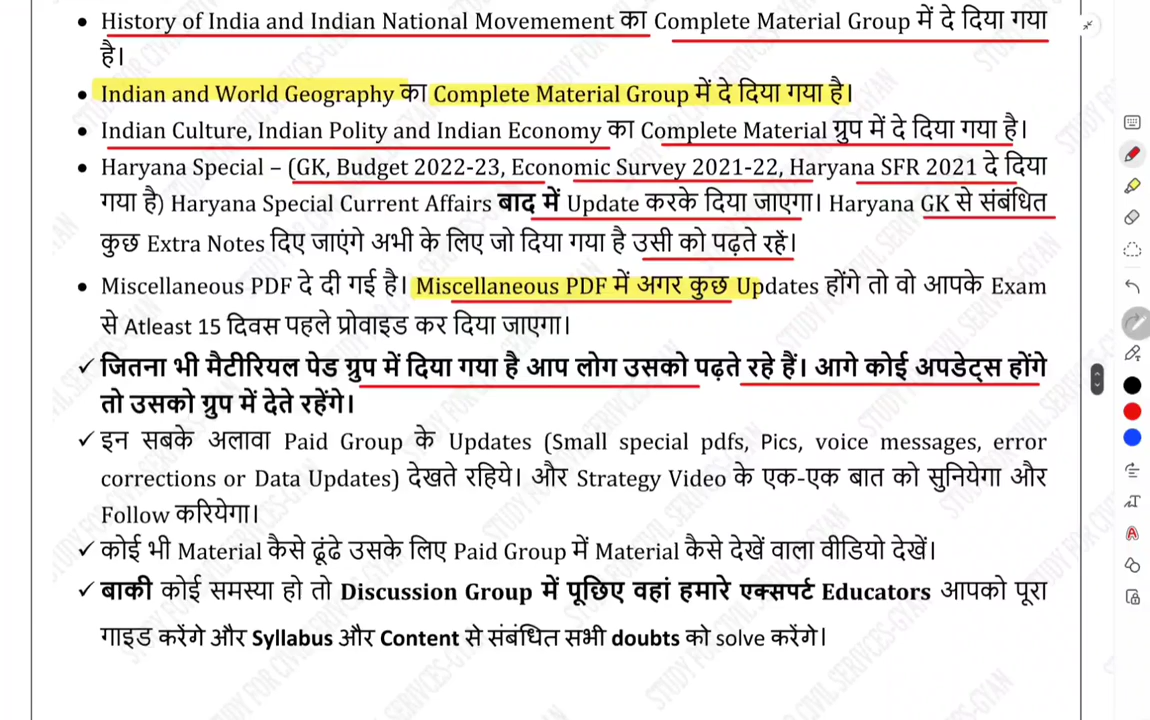 • History of India and Indian National Movemement का Complete Material Group में दे दिया गया
है।
• Indian and World Geography का Complete Material Group में दे दिया गया है।
• Indian Culture, Indian Polity and Indian Economy का Complete Material ग्रुप में दे दिया गया है।
• Haryana Special – (GK, Budget 2022-23, Economic Survey 2021-22, Haryana SFR 2021 दे दिया
गया है) Haryana Special Current Affairs बाद में Update करके दिया जाएगा। Haryana GK से संबंधित
कुछ Extra Notes दिए जाएंगे अभी के लिए जो दिया गया है उसी को पढ़ते रहें।
• Miscellaneous PDF दे दी गई है। Miscellaneous PDF में अगर कुछ Updates होंगे तो वो आपके Exam
से Atleast 15 दिवस पहले प्रोवाइड कर दिया जाएगा।
✓ जितना भी मैटीरियल पेड ग्रुप में दिया गया है आप लोग उसको पढ़ते रहे हैं। आगे कोई अपडेट्स होंगे
तो उसको ग्रुप में देते रहेंगे।
✓ इन सबके अलावा Paid Group के Updates (Small special pdfs, Pics, voice messages, error
corrections or Data Updates) देखते रहिये। और Strategy Video के एक-एक बात को सुनियेगा और
Follow करियेगा।
✓ कोई भी Material कैसे ढूंढे उसके लिए Paid Group में Material कैसे देखें वाला वीडियो देखें।
✓ बाकी कोई समस्या हो तो Discussion Group में पूछिए वहां हमारे एक्सपर्ट Educators आपको पूरा
गाइड करेंगे और Syllabus और Content से संबंधित सभी doubts को solve करेंगे।
STUDY FOR CIVIL SERIVCES-GYAN